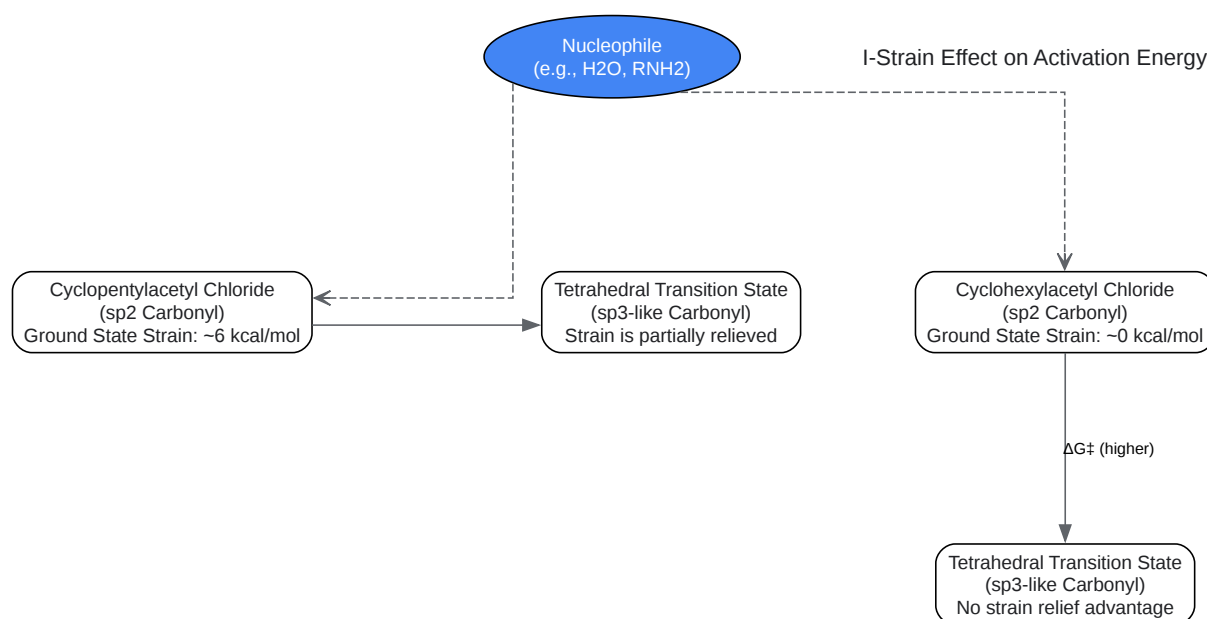 Nucleophile
(e.g., H2O, RNH2)
I-Strain Effect on Activation Energy
Cyclopentylacetyl Chloride
(sp2 Carbonyl)
Ground State Strain: ~6 kcal/mol
Tetrahedral Transition State
(sp3-like Carbonyl)
Strain is partially relieved
Cyclohexylacetyl Chloride
(sp2 Carbonyl)
Ground State Strain: ~0 kcal/mol
ΔG‡ (higher)
Tetrahedral Transition State
(sp3-like Carbonyl)
No strain relief advantage